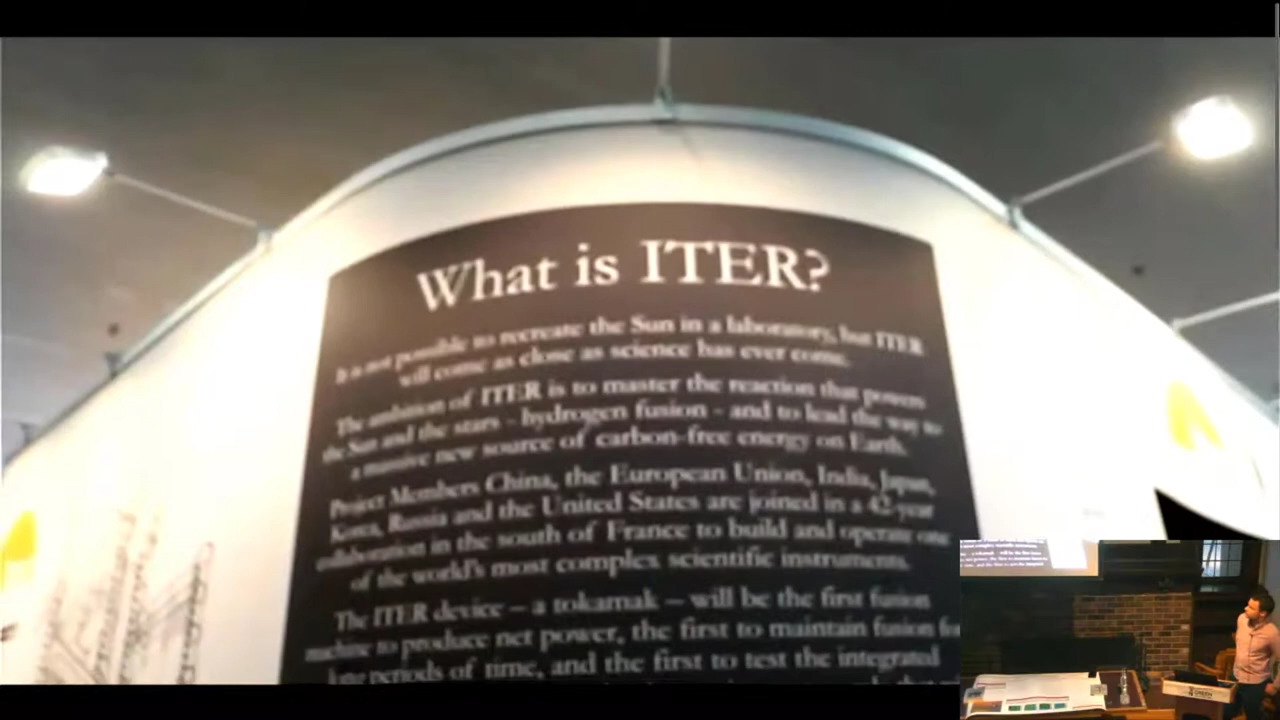 What is ITER?
It is not possible to recreate the Sun in a laboratory, but ITER
will come as close as science has ever come.
The ambition of ITER is to master the reaction that powers
the Sun and the stars - hydrogen fusion - and to lead the way to
a massive new source of carbon-free energy on Earth.
Project Members China, the European Union, India, Japan,
Korea, Russia and the United States are joined in a 42-year
collaboration in the south of France to build and operate one
of the world's most complex scientific instruments.
The ITER device – a tokamak – will be the first fusion
machine to produce net power, the first to maintain fusion for
long periods of time, and the first to test the integrated